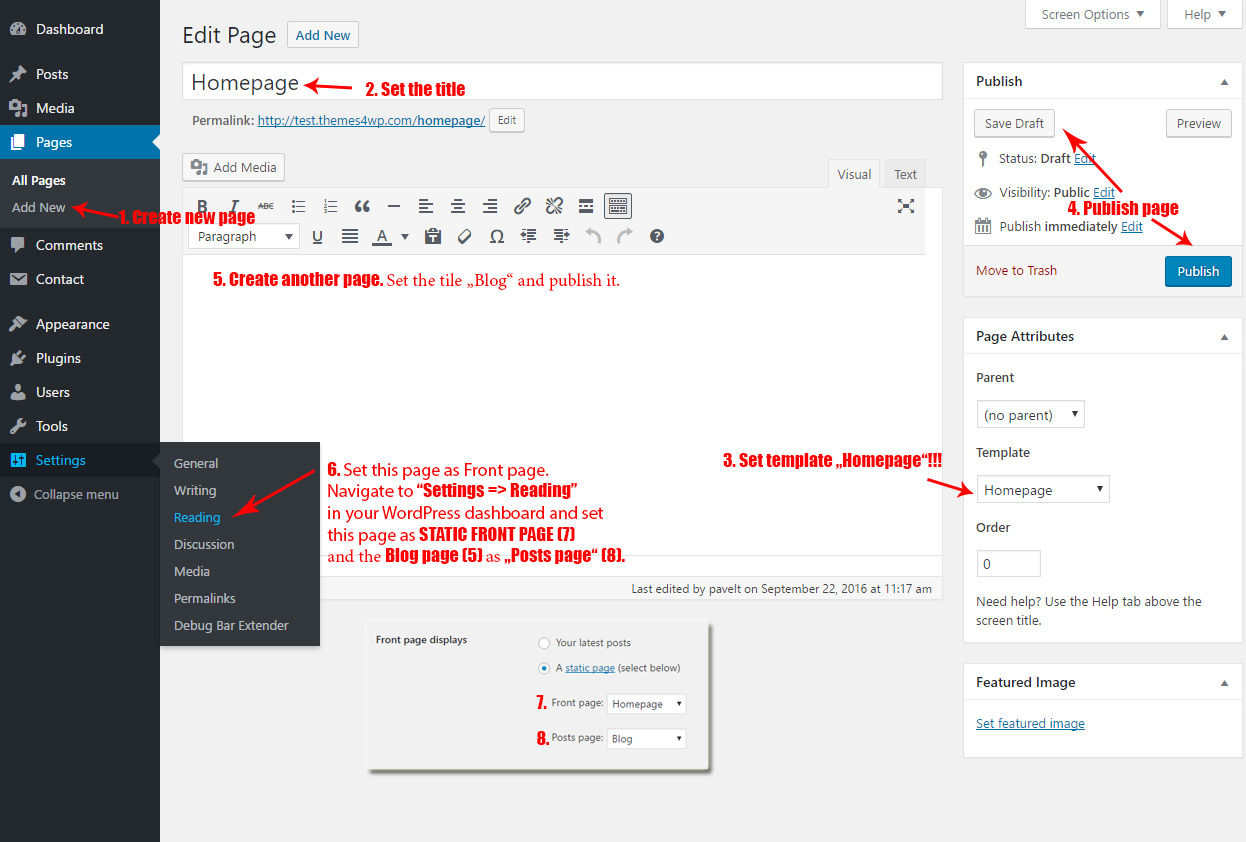 Screen Options ▼
Help ▼
Dashboard
Posts
Media
Pages
All Pages
Add New
Comments
Contact
Appearance
Plugins
Users
Tools
Settings
Collapse menu
General
Writing
Reading
Discussion
Media
Permalinks
Debug Bar Extender
1. Create new page
Edit Page Add New
Homepage
2. Set the title
Permalink: http://test.themes4wp.com/homepage/ Edit
Add Media
Visual Text
B I ABC
Paragraph ▼ U A ▼ T Ω ?
5. Create another page. Set the tile „Blog“ and publish it.
6. Set this page as Front page.
Navigate to “Settings => Reading”
in your WordPress dashboard and set
this page as STATIC FRONT PAGE (7)
and the Blog page (5) as „Posts page“ (8).
Last edited by pavelt on September 22, 2016 at 11:17 am
Front page displays
Your latest posts
A static page (select below)
7. Front page: Homepage ▼
8. Posts page: Blog ▼
Publish
Save Draft Preview
Status: Draft Edit
Visibility: Public Edit
4. Publish page
Publish immediately Edit
Move to Trash Publish
Page Attributes
Parent
(no parent) ▼
Template
3. Set template „Homepage“!!!
Homepage ▼
Order
0
Need help? Use the Help tab above the
screen title.
Featured Image
Set featured image